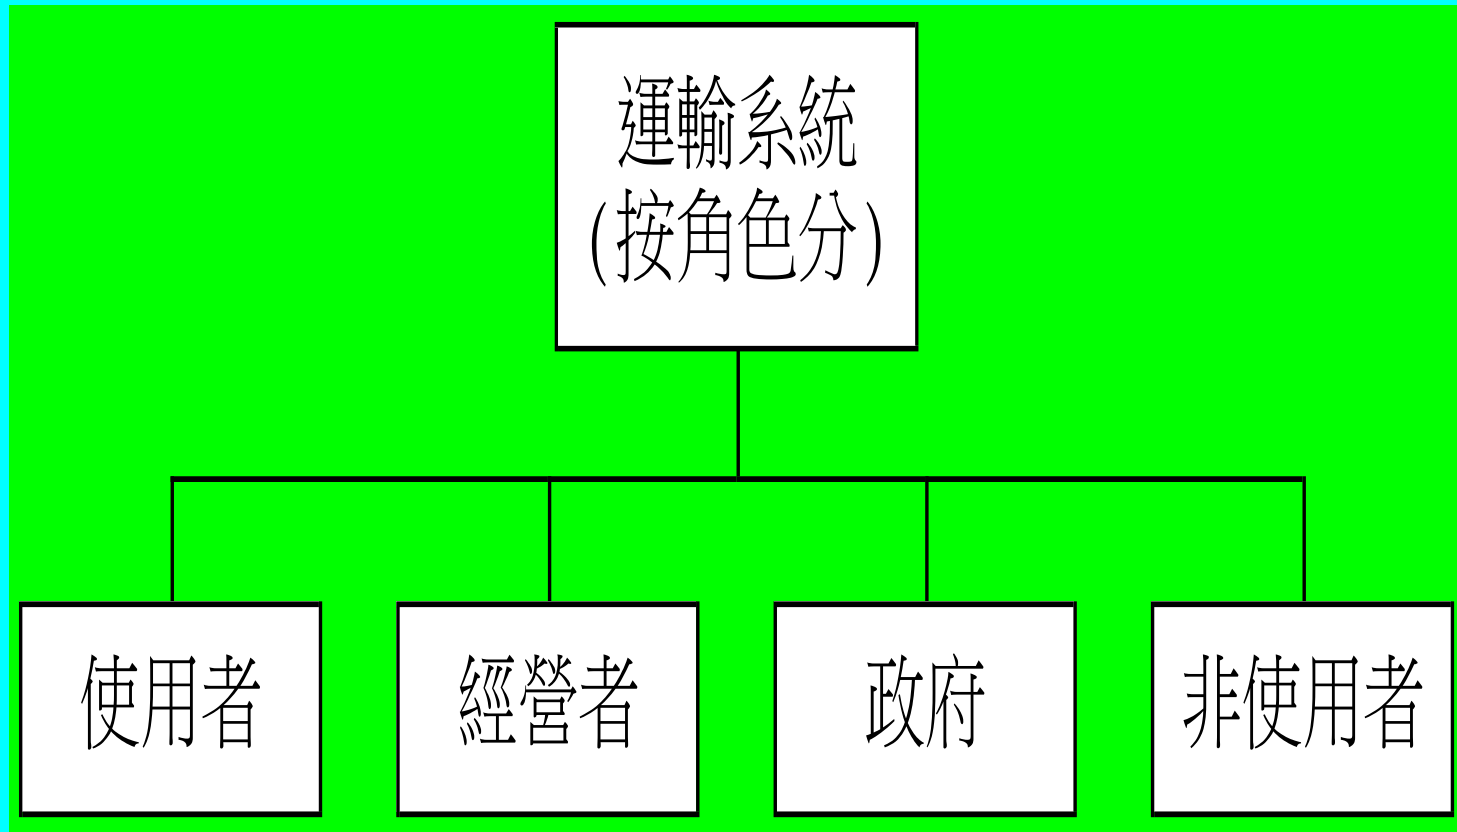 運輸系統
(按角色分)
使用者
經營者
政府
非使用者